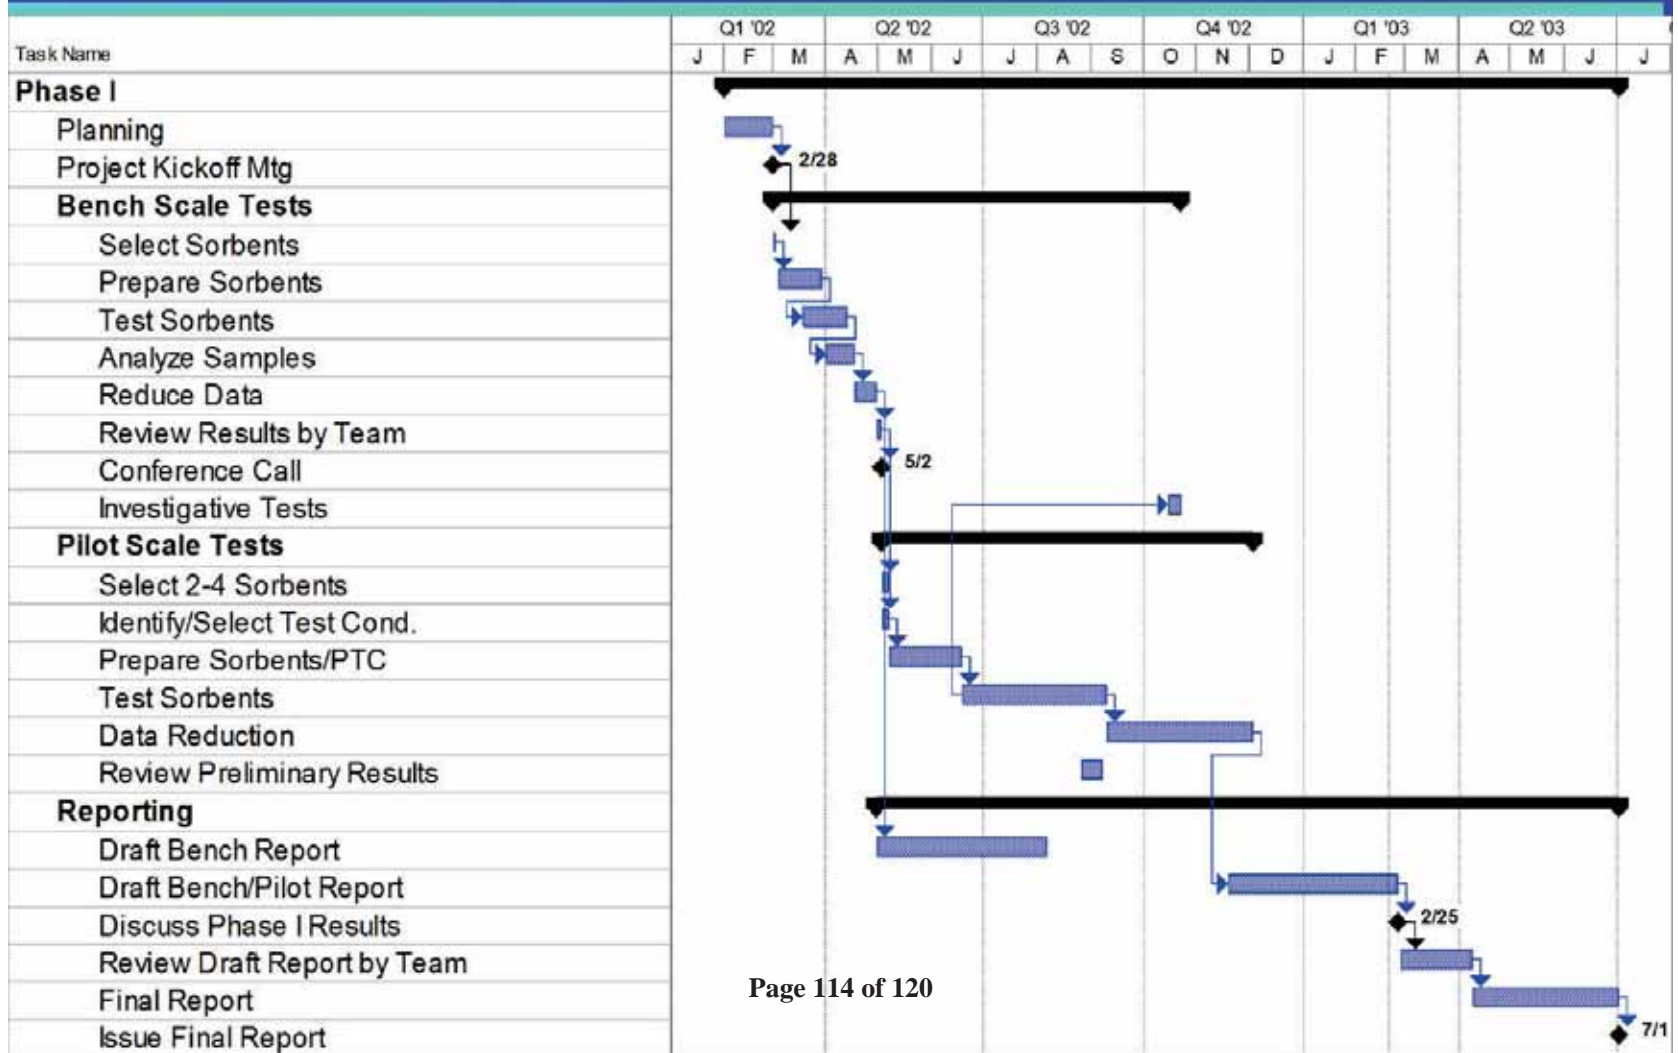 Q1 '02 Q2 '02 Q3 '02 Q4 '02 Q1 '03 Q2 '03
Task Name J F M A M J J A S O N D J F M A M J J
Phase I
Planning
Project Kickoff Mtg 2/28
Bench Scale Tests
Select Sorbents
Prepare Sorbents
Test Sorbents
Analyze Samples
Reduce Data
Review Results by Team
Conference Call 5/2
Investigative Tests
Pilot Scale Tests
Select 2-4 Sorbents
Identify/Select Test Cond.
Prepare Sorbents/PTC
Test Sorbents
Data Reduction
Review Preliminary Results
Reporting
Draft Bench Report
Draft Bench/Pilot Report
Discuss Phase I Results 2/25
Review Draft Report by Team
Page 114 of 120
Final Report
Issue Final Report 7/1